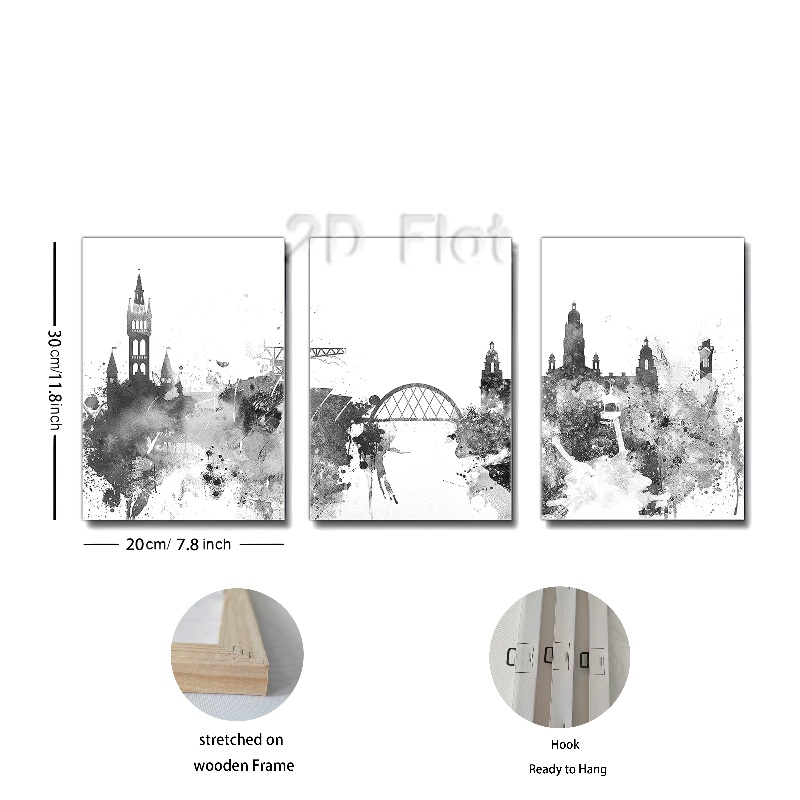 2D Flat
30cm/11.8inch
20cm/ 7.8 inch
stretched on
wooden Frame
Hook
Ready to Hang